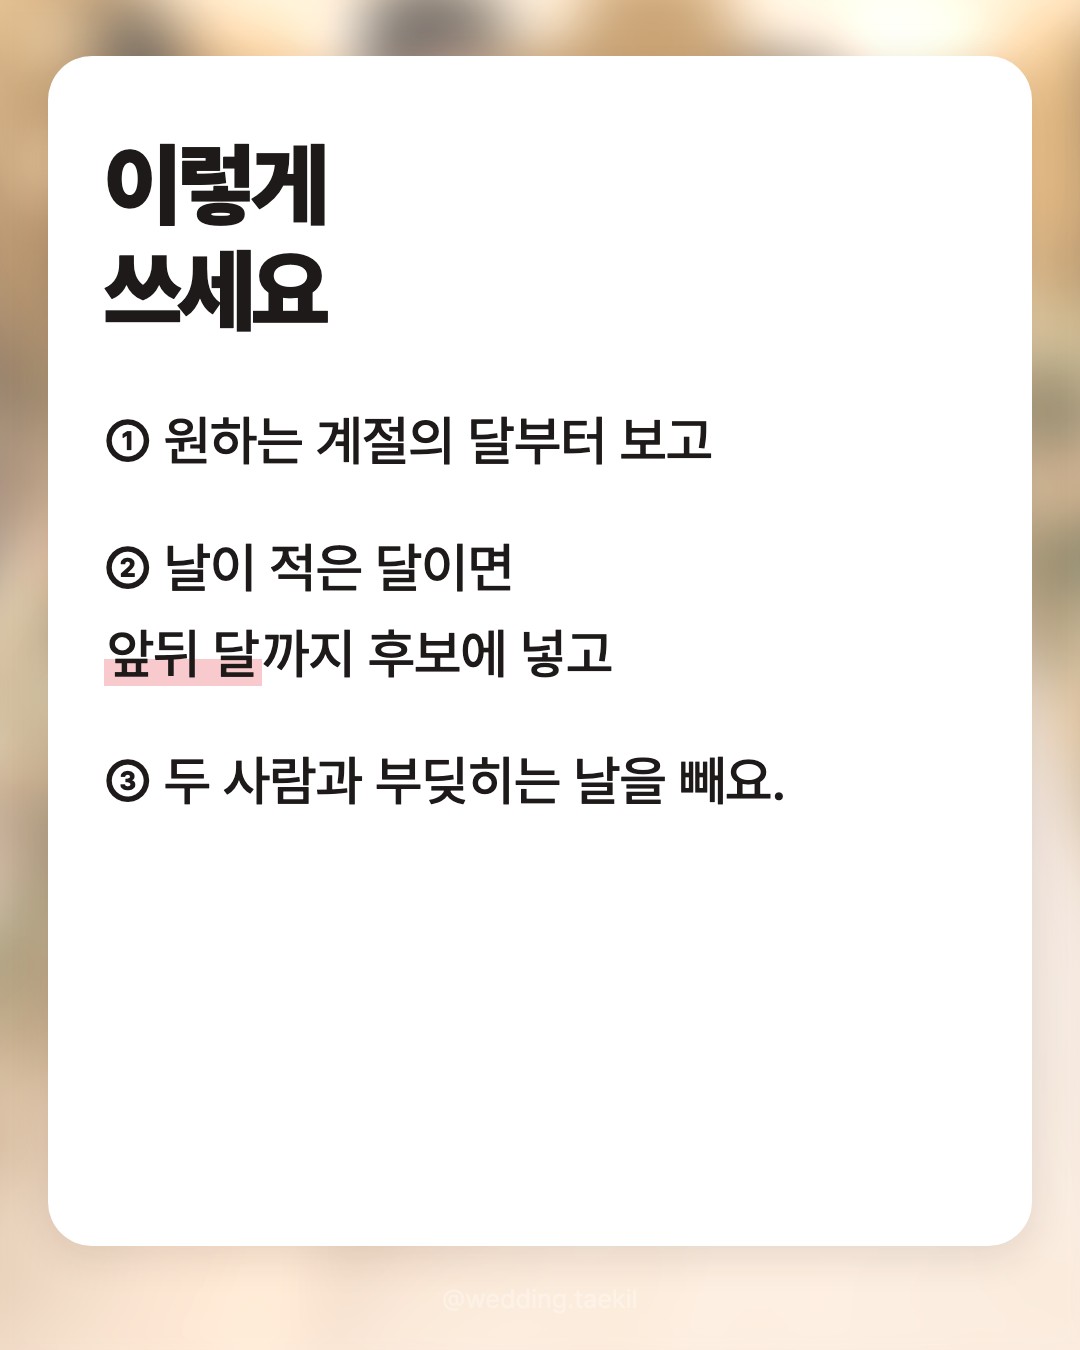 이렇게
쓰세요
① 원하는 계절의 달부터 보고
② 날이 적은 달이면
앞뒤 달까지 후보에 넣고
③ 두 사람과 부딪히는 날을 빼요.
@wedding.taekil